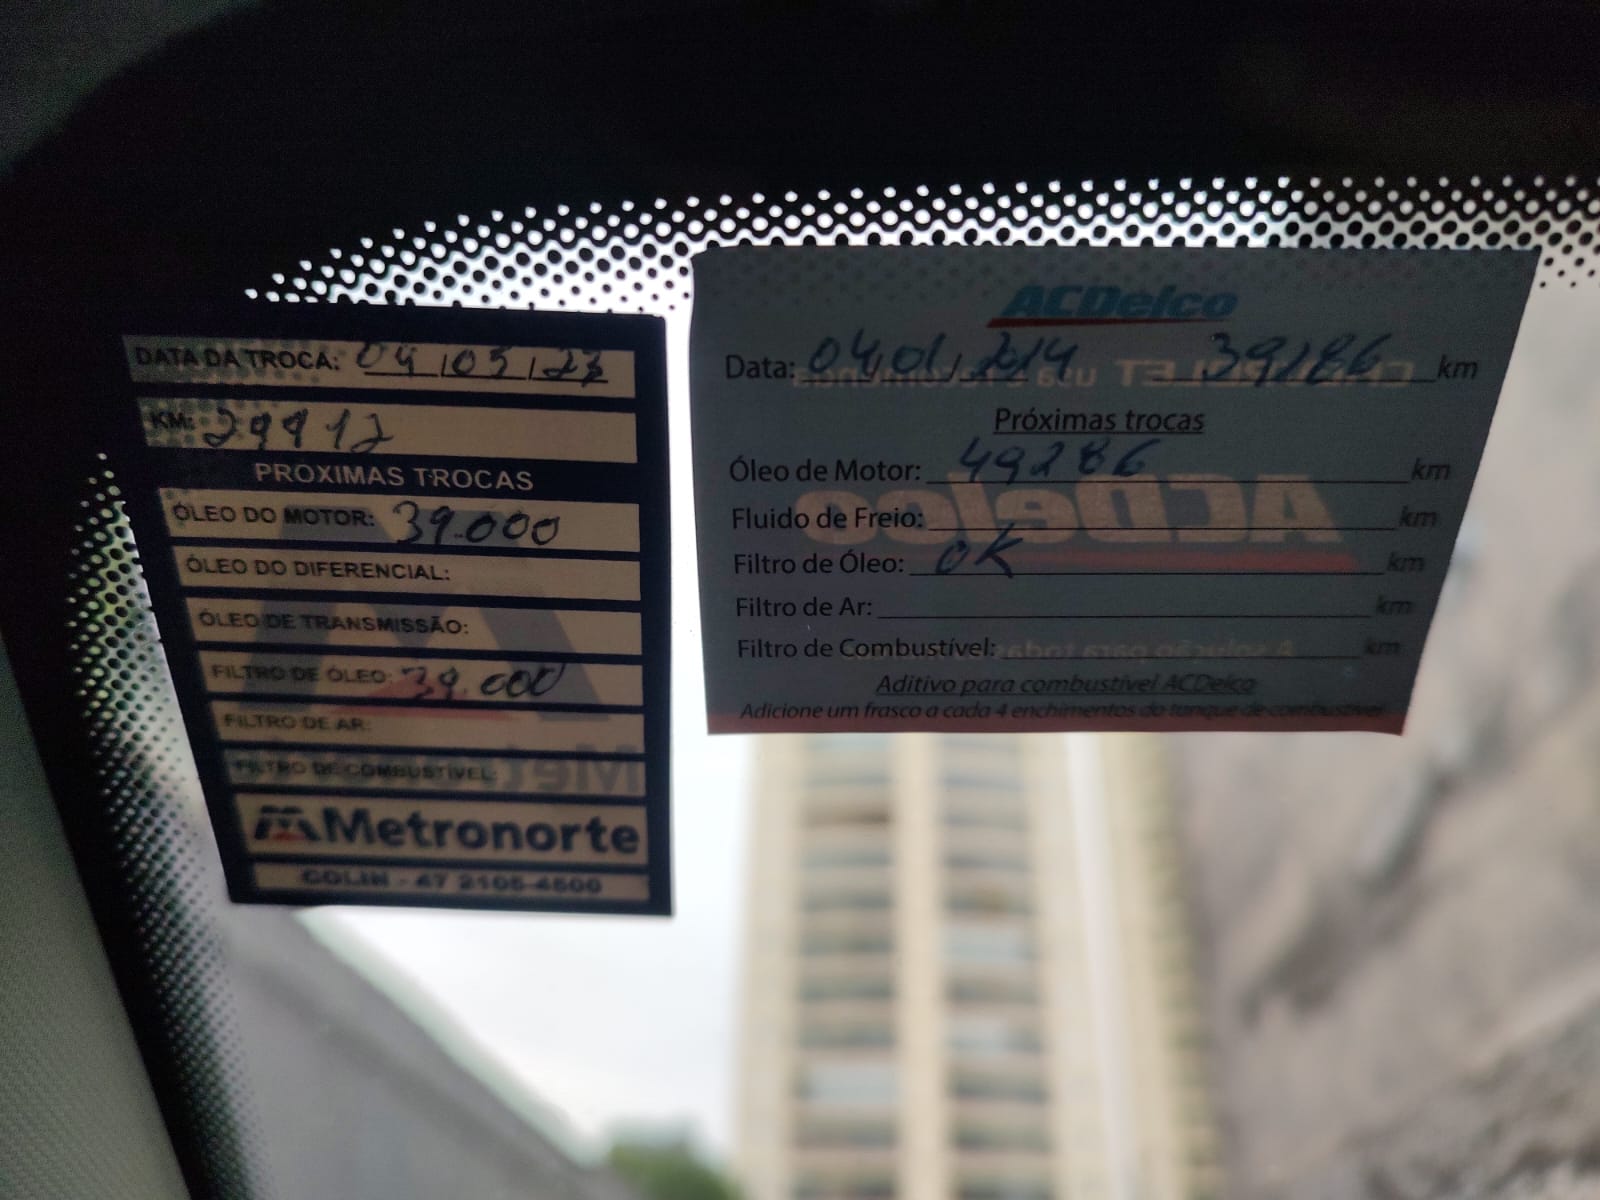 DATA DA TROCA: 04/05/23
KM: 29912
PRÓXIMAS TROCAS
ÓLEO DO MOTOR: 39.000
ÓLEO DO DIFERENCIAL:
ÓLEO DE TRANSMISSÃO:
FILTRO DE ÓLEO: 39.000
FILTRO DE AR:
FILTRO DE COMBUSTÍVEL:
Metronorte
COLIN - 47 2105-4500
ACDelco
Data: 04/01/2014 39286 km
Próximas trocas
Óleo de Motor: 49286 km
Fluido de Freio: km
Filtro de Óleo: OK km
Filtro de Ar: km
Filtro de Combustível: km
Aditivo para combustível ACDelco
Adicione um frasco a cada 4 enchimentos do tanque de combustível